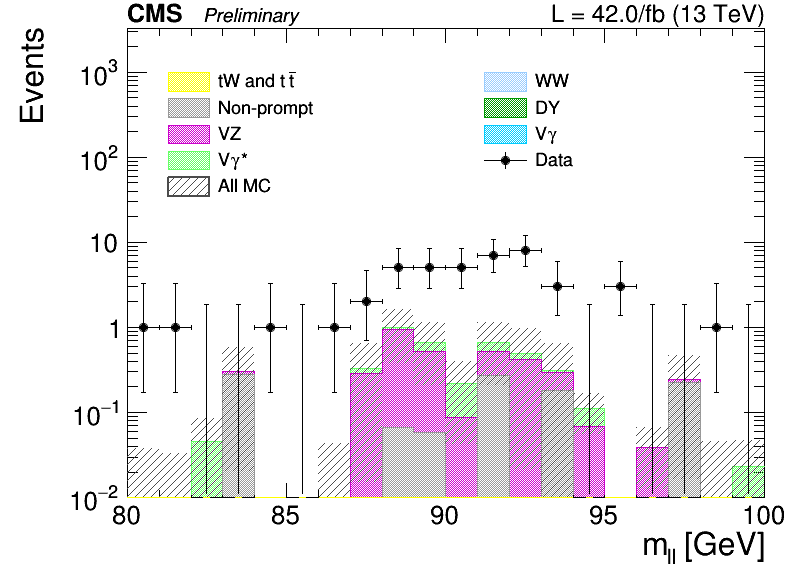 CMS Preliminary L = 42.0/fb (13 TeV)
Events
10³
10²
10
1
10⁻¹
10⁻²
tW and t t̄
Non-prompt
VZ
Vγ*
All MC
WW
DY
Vγ
Data
80 85 90 95 100
m_ll [GeV]